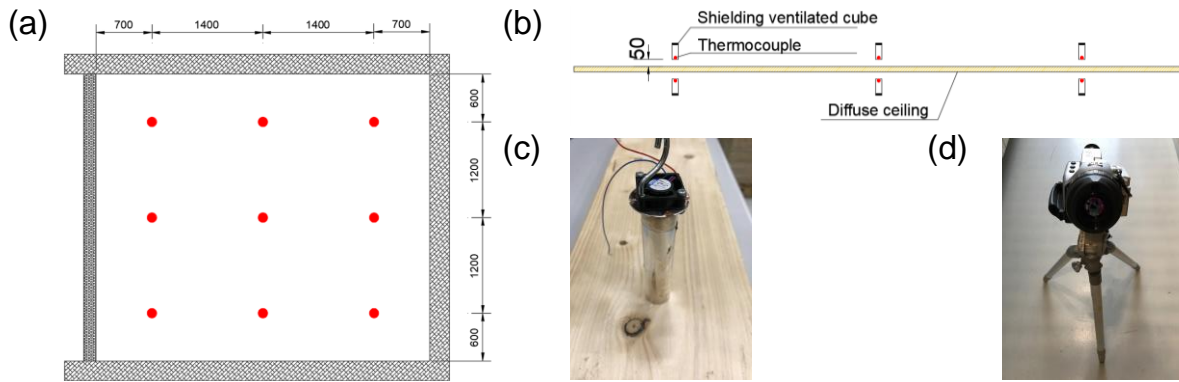 (a)
700
1400
1400
700
600
1200
1200
600
(b)
Shielding ventilated cube
Thermocouple
50
Diffuse ceiling
(c)
(d)